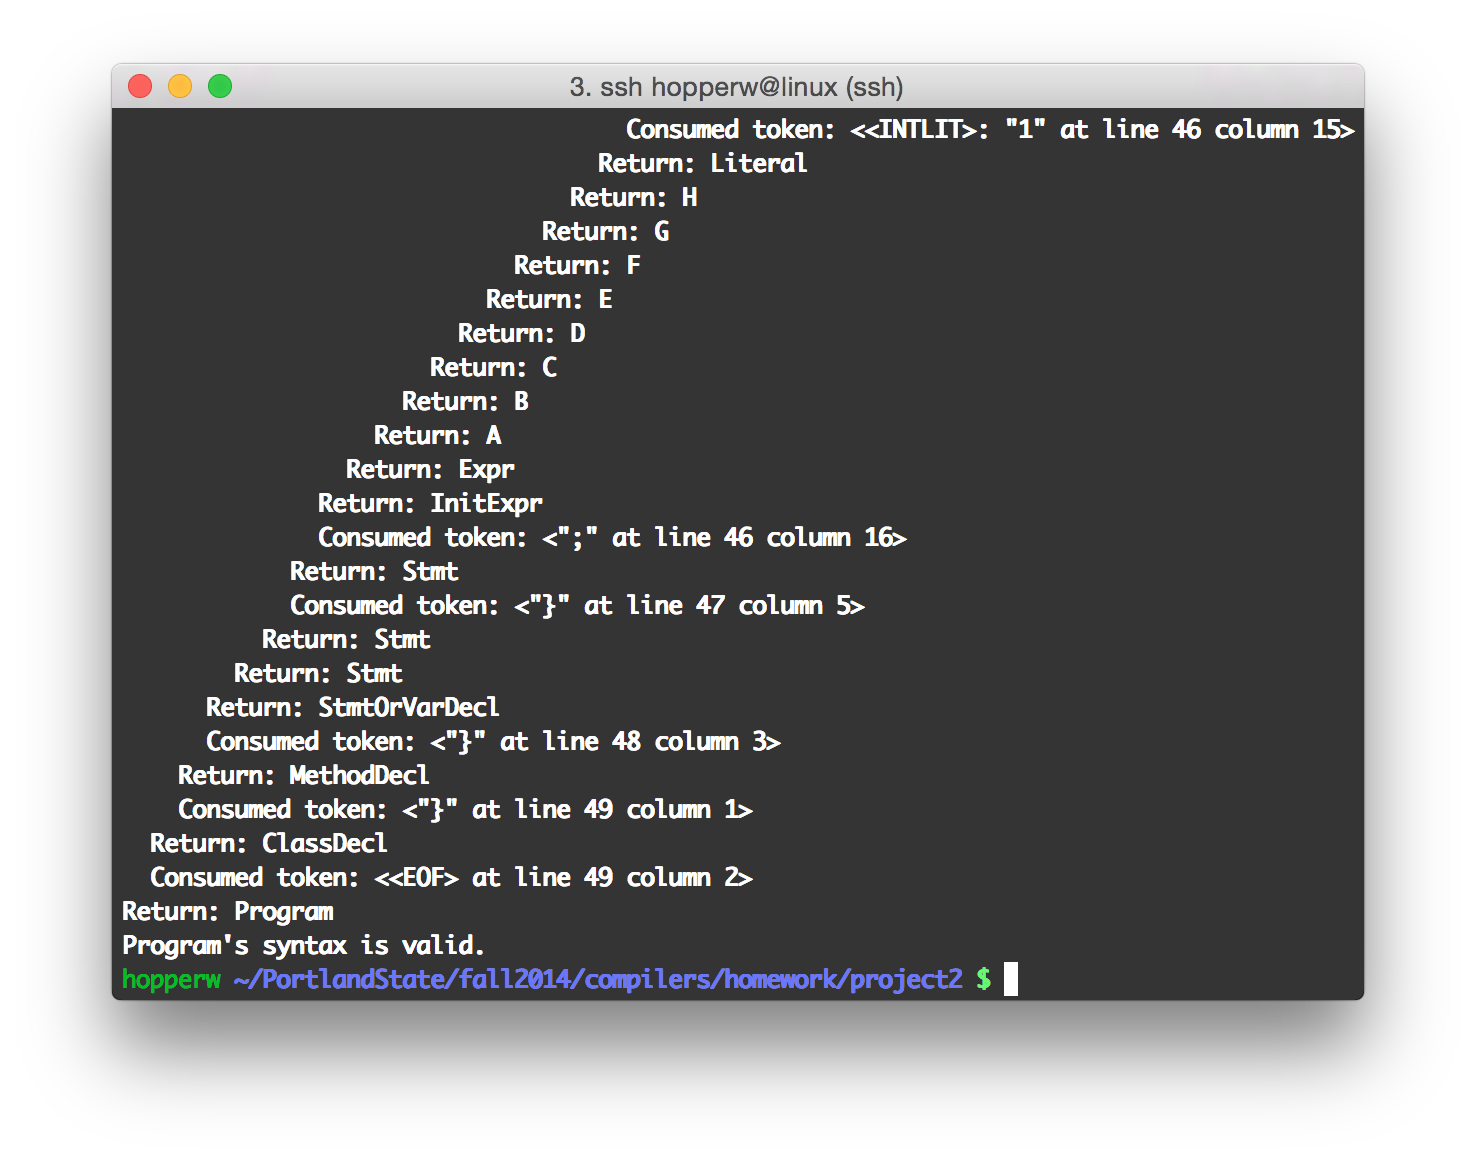 3. ssh hopperw@linux (ssh)
Consumed token: <<INTLIT>: "1" at line 46 column 15>
Return: Literal
Return: H
Return: G
Return: F
Return: E
Return: D
Return: C
Return: B
Return: A
Return: Expr
Return: InitExpr
Consumed token: <";" at line 46 column 16>
Return: Stmt
Consumed token: <"}" at line 47 column 5>
Return: Stmt
Return: Stmt
Return: StmtOrVarDecl
Consumed token: <"}" at line 48 column 3>
Return: MethodDecl
Consumed token: <"}" at line 49 column 1>
Return: ClassDecl
Consumed token: <<EOF> at line 49 column 2>
Return: Program
Program's syntax is valid.
hopperw ~/PortlandState/fall2014/compilers/homework/project2 $